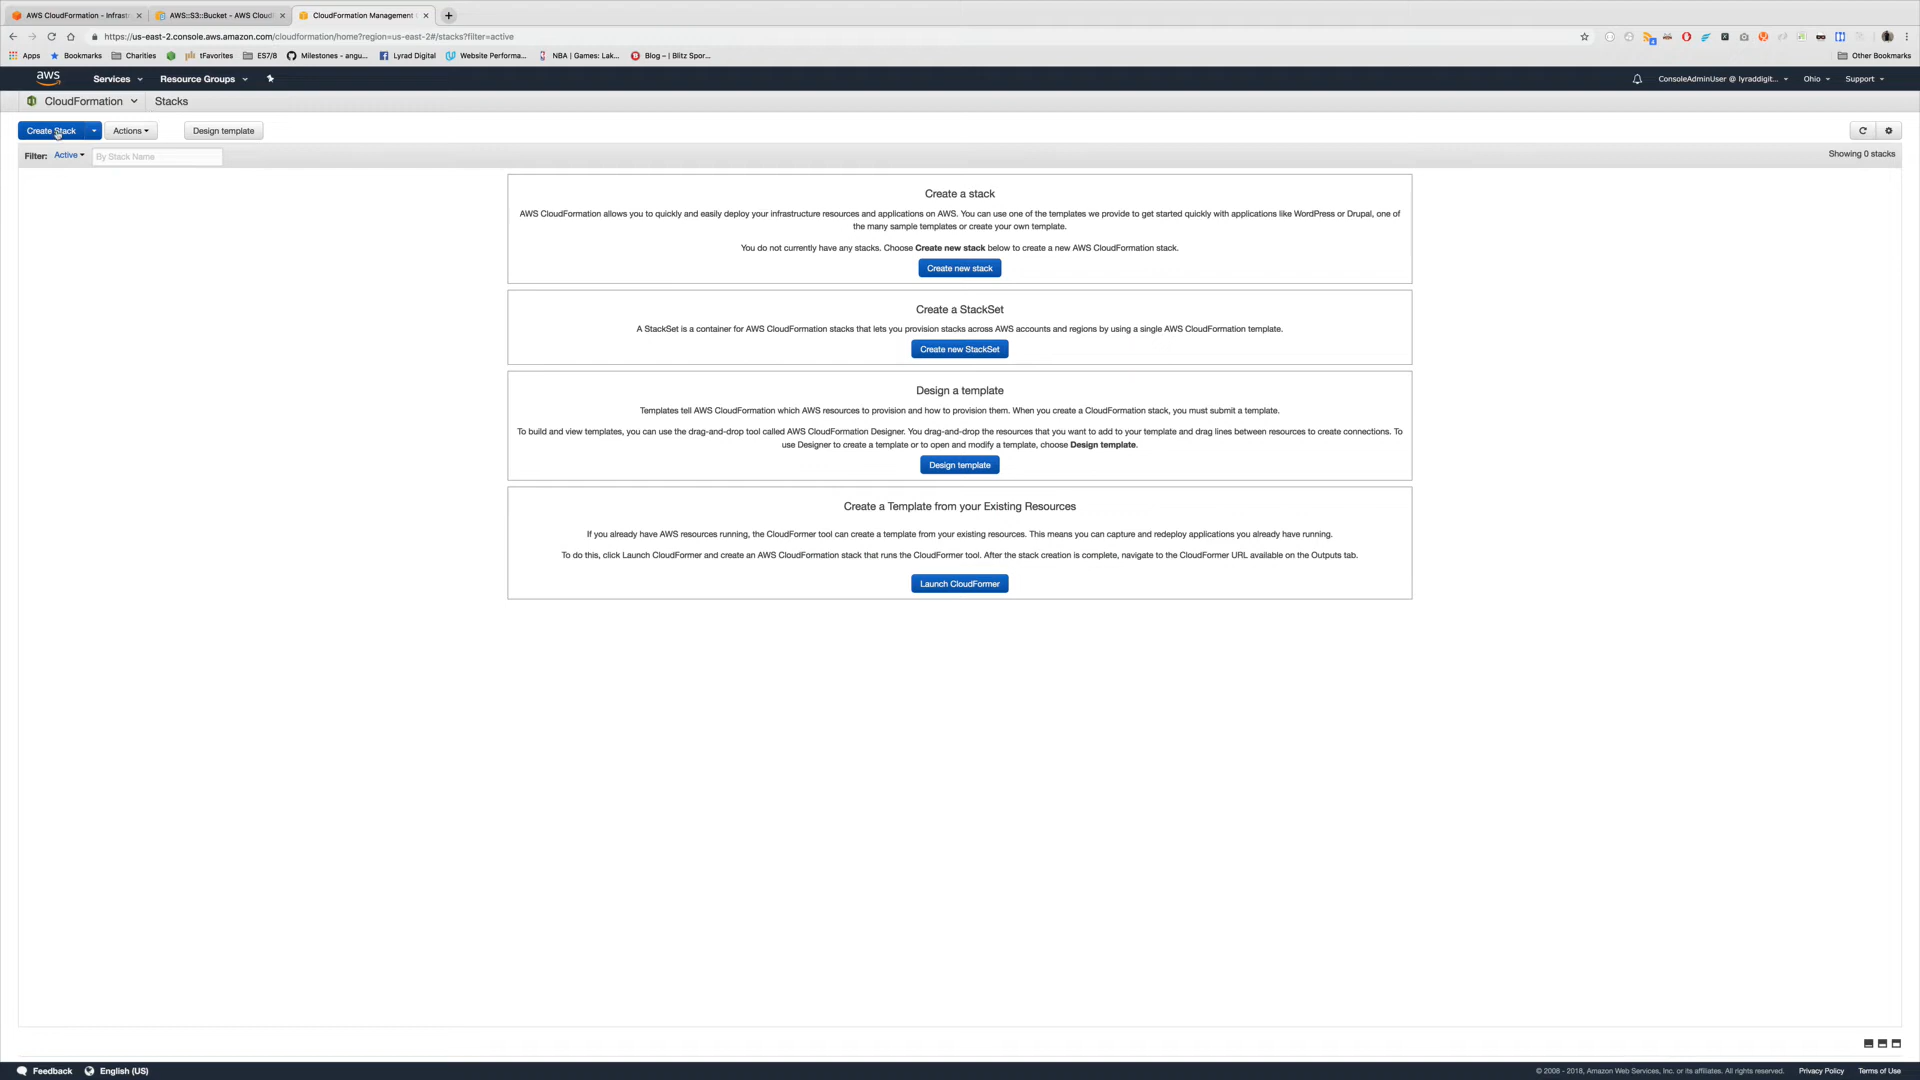 AWS CloudFormation - Infrast
AWS::S3::Bucket - AWS CloudF
CloudFormation Management
https://us-east-2.console.aws.amazon.com/cloudformation/home?region=us-east-2#/stacks?filter=active
Apps Bookmarks Charities tFavorites ES7/8 Milestones - angu... Lyrad Digital Website Performa... NBA | Games: Lak... Blog – | Blitz Spor... Other Bookmarks
aws Services Resource Groups ConsoleAdminUser @ lyraddigit... Ohio Support
CloudFormation Stacks
Create Stack Actions Design template
Filter: Active By Stack Name Showing 0 stacks
Create a stack
AWS CloudFormation allows you to quickly and easily deploy your infrastructure resources and applications on AWS. You can use one of the templates we provide to get started quickly with applications like WordPress or Drupal, one of
the many sample templates or create your own template.
You do not currently have any stacks. Choose Create new stack below to create a new AWS CloudFormation stack.
Create new stack
Create a StackSet
A StackSet is a container for AWS CloudFormation stacks that lets you provision stacks across AWS accounts and regions by using a single AWS CloudFormation template.
Create new StackSet
Design a template
Templates tell AWS CloudFormation which AWS resources to provision and how to provision them. When you create a CloudFormation stack, you must submit a template.
To build and view templates, you can use the drag-and-drop tool called AWS CloudFormation Designer. You drag-and-drop the resources that you want to add to your template and drag lines between resources to create connections. To
use Designer to create a template or to open and modify a template, choose Design template.
Design template
Create a Template from your Existing Resources
If you already have AWS resources running, the CloudFormer tool can create a template from your existing resources. This means you can capture and redeploy applications you already have running.
To do this, click Launch CloudFormer and create an AWS CloudFormation stack that runs the CloudFormer tool. After the stack creation is complete, navigate to the CloudFormer URL available on the Outputs tab.
Launch CloudFormer
Feedback English (US) © 2008 - 2018, Amazon Web Services, Inc. or its affiliates. All rights reserved. Privacy Policy Terms of Use